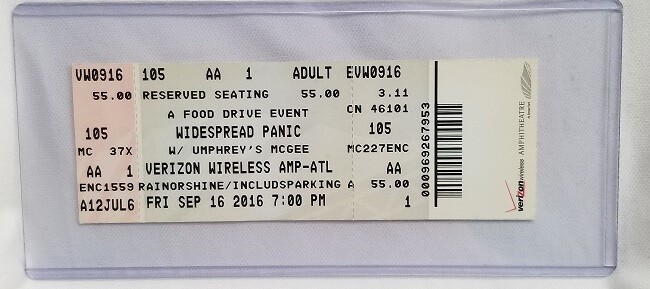 VW0916 105 AA 1 ADULT EVW0916
55.00 RESERVED SEATING 55.00 3.11
A FOOD DRIVE EVENT CN 46101
105 WIDESPREAD PANIC 105
MC 37X W/ UMPHREY'S MCGEE MC227ENC
AA 1 VERIZON WIRELESS AMP-ATL AA
ENC1559 RAINORSHINE/INCLUDSPARKING A 55.00
A12JUL6 FRI SEP 16 2016 7:00 PM 1
000969267953
verizon wireless AMPHITHEATRE